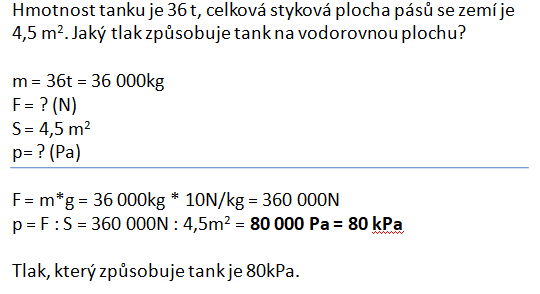 Hmotnost tanku je 36 t, celková styková plocha pásů se zemí je
4,5 m². Jaký tlak způsobuje tank na vodorovnou plochu?
m = 36t = 36 000kg
F = ? (N)
S = 4,5 m²
p= ? (Pa)
F = m*g = 36 000kg * 10N/kg = 360 000N
p = F : S = 360 000N : 4,5m² = 80 000 Pa = 80 kPa
Tlak, který způsobuje tank je 80kPa.